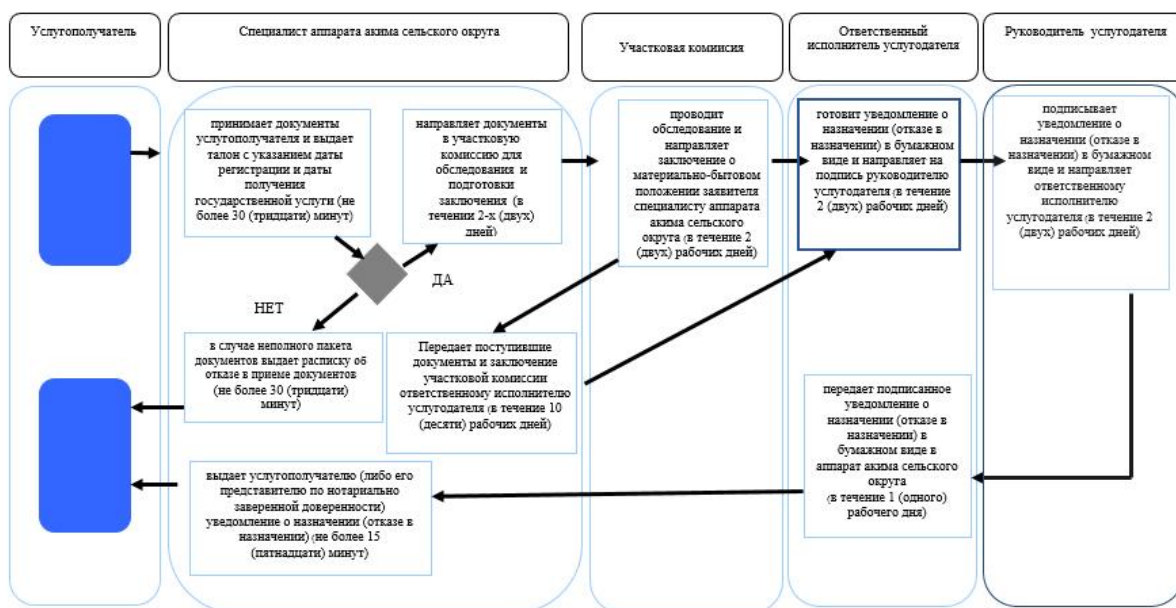 Услугополучатель
Специалист аппарата акима сельского округа
Участковая комиисия
Ответственный
исполнитель услугодателя
Руководитель услугодателя
принимает документы
услугополучателя и выдает
талон с указанием даты
регистрации и даты
получения
государственной услуги (не
более 30 (тридцати) минут)
направляет документы
в участковую
комиссию для
обследования и
подготовки
заключения (в
течении 2-х (двух)
дней)
проводит
обследование и
направляет
заключение о
материально-бытовом
положении заявителя
специалисту аппарата
акима сельского
округа (в течение 2
(двух) рабочих дней)
готовит уведомление о
назначении (отказе в
назначении) в бумажном
виде и направляет на
подпись руководителю
услугодателя (в течение
2 (двух) рабочих дней)
подписывает
уведомление о
назначении (отказе в
назначении) в бумажном
виде и направляет
ответственному
исполнителю
услугодателя (в течение 2
(двух) рабочих дней)
ДА
НЕТ
в случае неполного пакета
документов выдает расписку об
отказе в приеме документов
(не более 30 (тридцати)
минут)
Передает поступившие
документы и заключение
участковой комиссии
ответственному исполнителю
услугодателя (в течение 10
(десяти) рабочих дней)
передает подписанное
уведомление о
назначении (отказе в
назначении) в
бумажном виде в
аппарат акима сельского
округа
(в течение 1 (одного)
рабочего дня)
выдает услугополучателю (либо его
представителю по нотариально
заверенной доверенности)
уведомление о назначении (отказе в
назначении) (не более 15
(пятнадцати) минут)